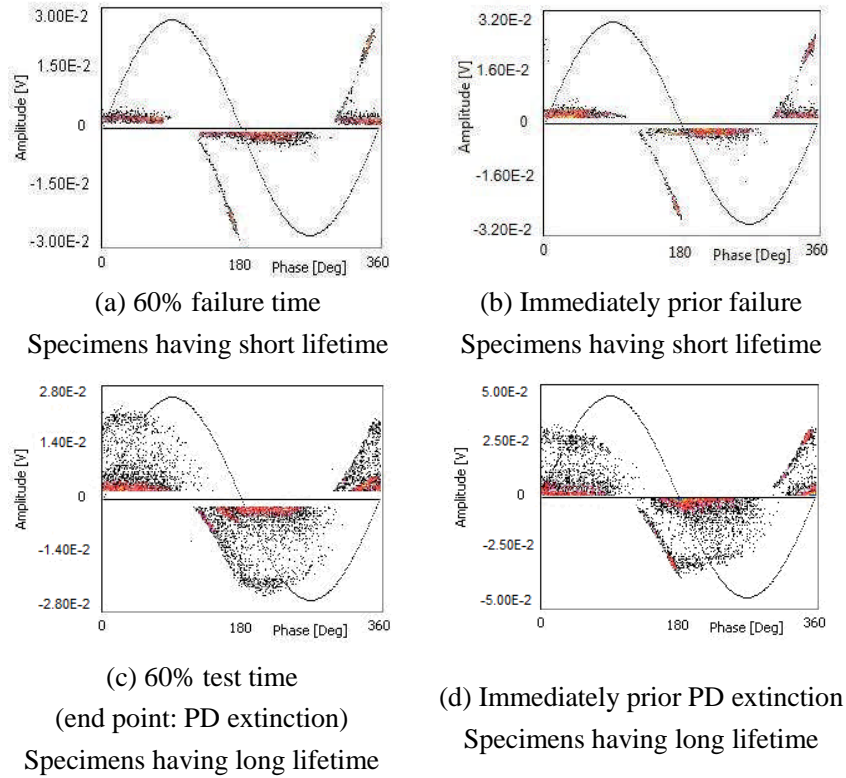 3.00E-2
1.50E-2
0
-1.50E-2
-3.00E-2
Amplitude [V]
0
180
Phase [Deg]
360
(a) 60% failure time
Specimens having short lifetime
3.20E-2
1.60E-2
0
-1.60E-2
-3.20E-2
Amplitude [V]
0
180
Phase [Deg]
360
(b) Immediately prior failure
Specimens having short lifetime
2.80E-2
1.40E-2
0
-1.40E-2
-2.80E-2
Amplitude [V]
0
180
Phase [Deg]
360
(c) 60% test time
(end point: PD extinction)
Specimens having long lifetime
5.00E-2
2.50E-2
0
-2.50E-2
-5.00E-2
Amplitude [V]
0
180
Phase [Deg]
360
(d) Immediately prior PD extinction
Specimens having long lifetime